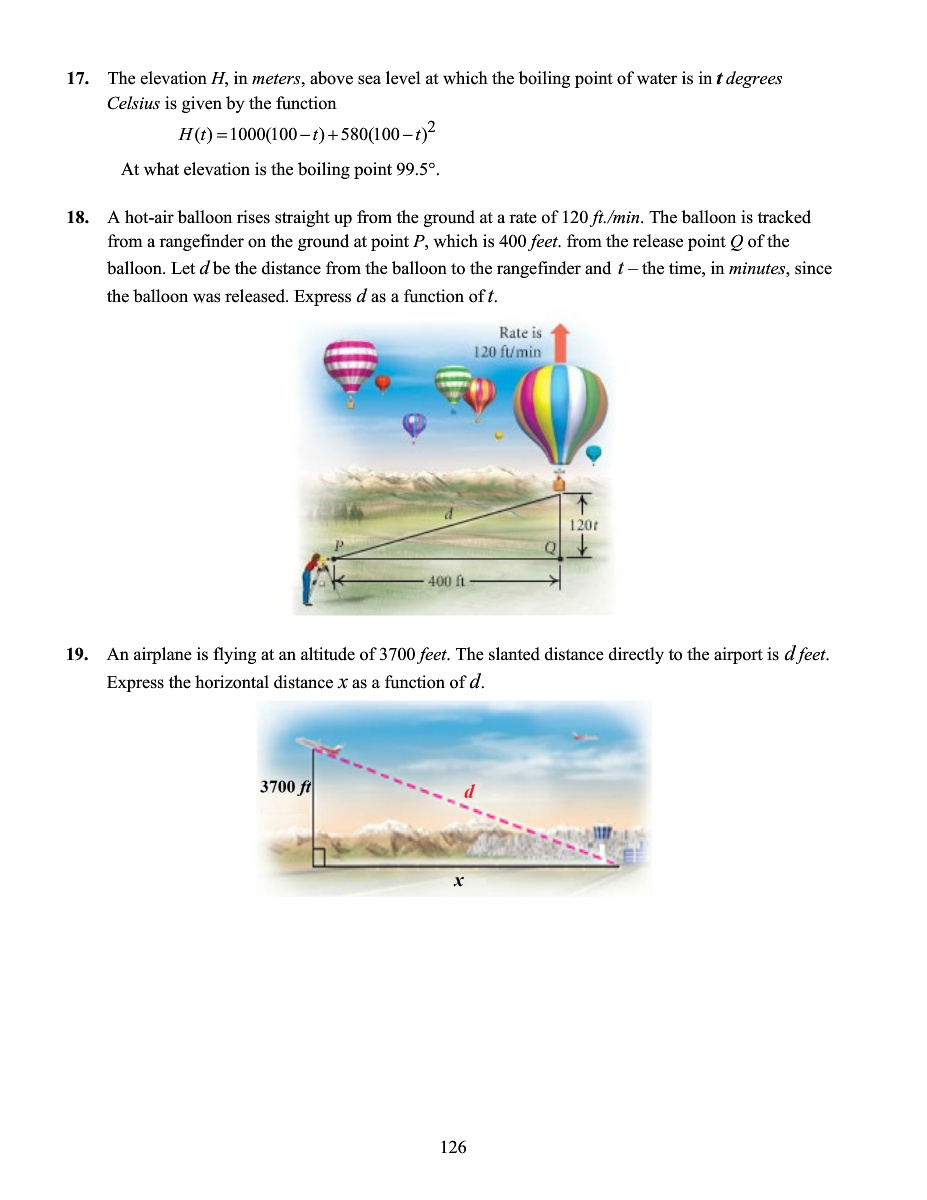 17. The elevation H, in meters, above sea level at which the boiling point of water is in t degrees
Celsius is given by the function
H(t) = 1000(100 – t) + 580(100 – t)²
At what elevation is the boiling point 99.5°.
18. A hot-air balloon rises straight up from the ground at a rate of 120 ft./min. The balloon is tracked
from a rangefinder on the ground at point P, which is 400 feet. from the release point Q of the
balloon. Let d be the distance from the balloon to the rangefinder and t – the time, in minutes, since
the balloon was released. Express d as a function of t.
Rate is
120 ft/min
d
120t
P
Q
400 ft
19. An airplane is flying at an altitude of 3700 feet. The slanted distance directly to the airport is d feet.
Express the horizontal distance x as a function of d.
3700 ft
d
x
126